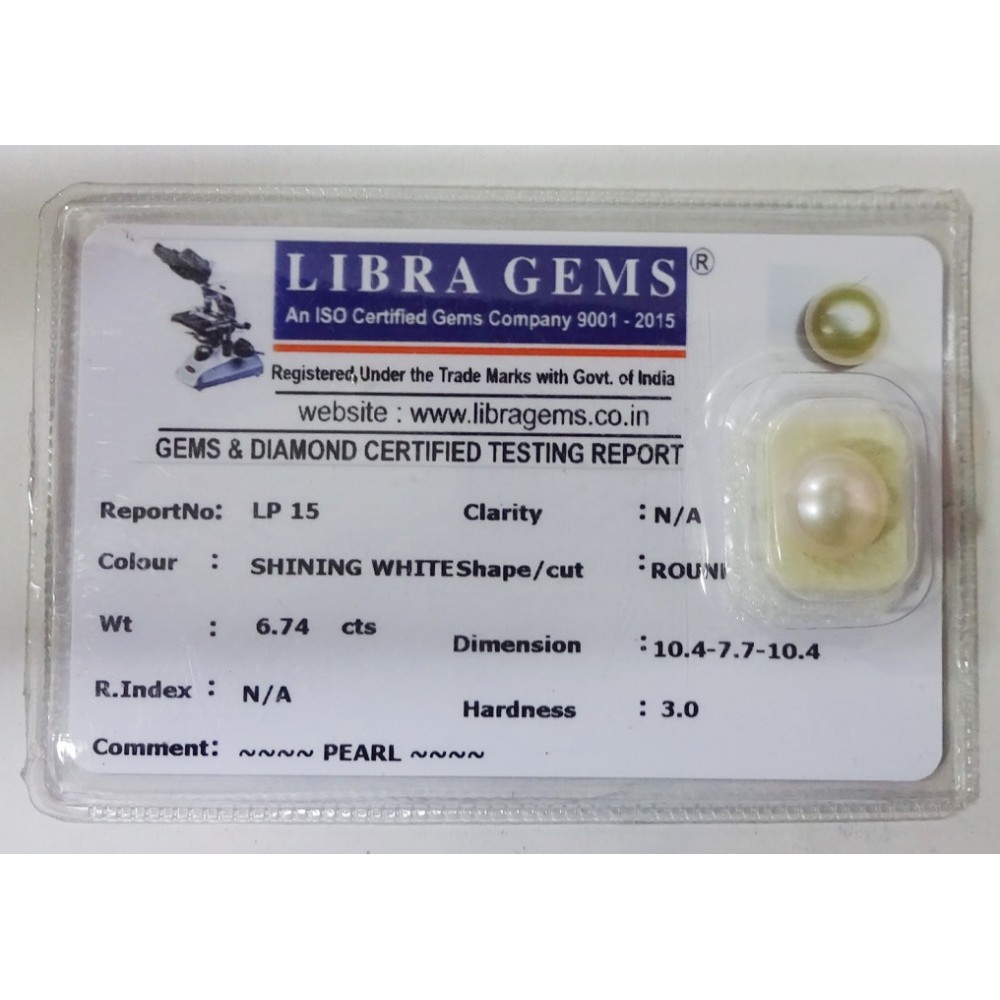 LIBRA GEMS ®
An ISO Certified Gems Company 9001 - 2015
Registered, Under the Trade Marks with Govt. of India
website : www.libragems.co.in
GEMS & DIAMOND CERTIFIED TESTING REPORT
ReportNo: LP 15 Clarity : N/A
Colour : SHINING WHITE Shape/cut : ROUN
Wt : 6.74 cts Dimension : 10.4-7.7-10.4
R.Index : N/A Hardness : 3.0
Comment: ~~~~ PEARL ~~~~